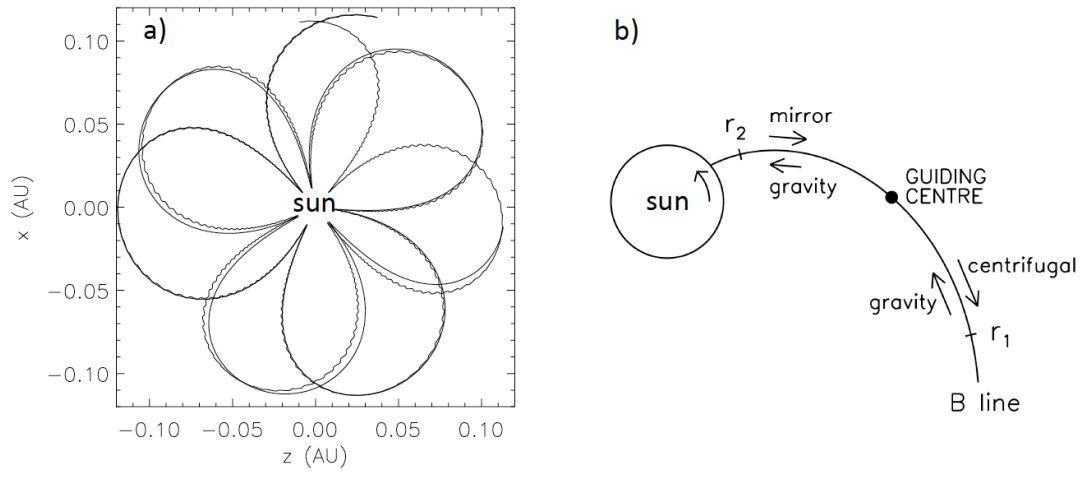 a)
0.10
0.05
0.00
−0.05
−0.10
x (AU)
sun
−0.10 −0.05 0.00 0.05 0.10
z (AU)
b)
r2
mirror
gravity
sun
GUIDING
CENTRE
centrifugal
gravity
r1
B line